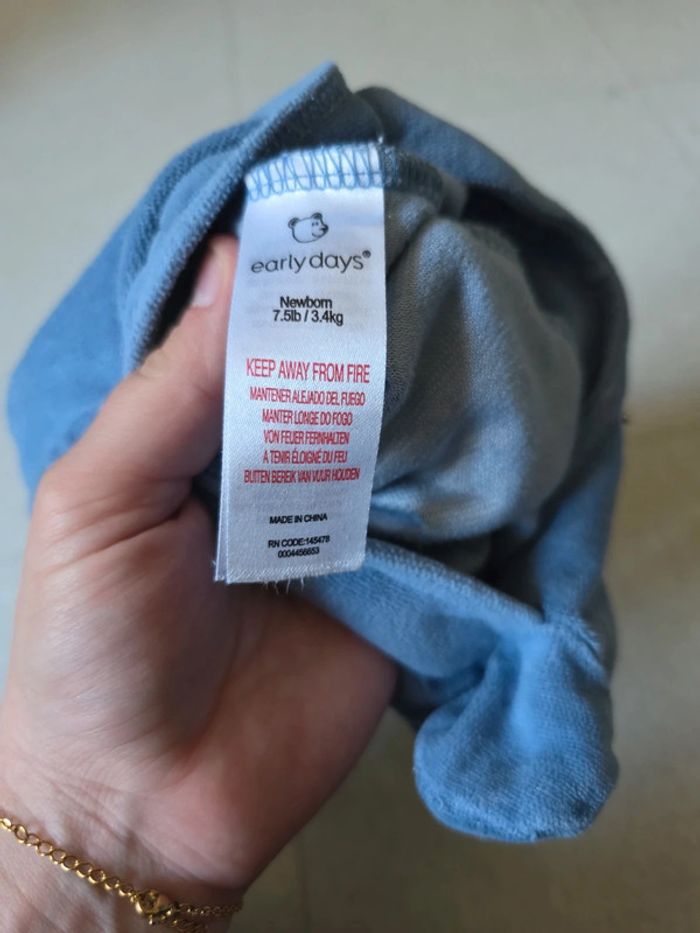 early days®
Newborn
7.5lb / 3.4kg
KEEP AWAY FROM FIRE
MANTENER ALEJADO DEL FUEGO
MANTER LONGE DO FOGO
VON FEUER FERNHALTEN
A TENIR ÉLOIGNÉ DU FEU
BUITEN BEREIK VAN VUUR HOUDEN
MADE IN CHINA
RN CODE:145478
0004456653